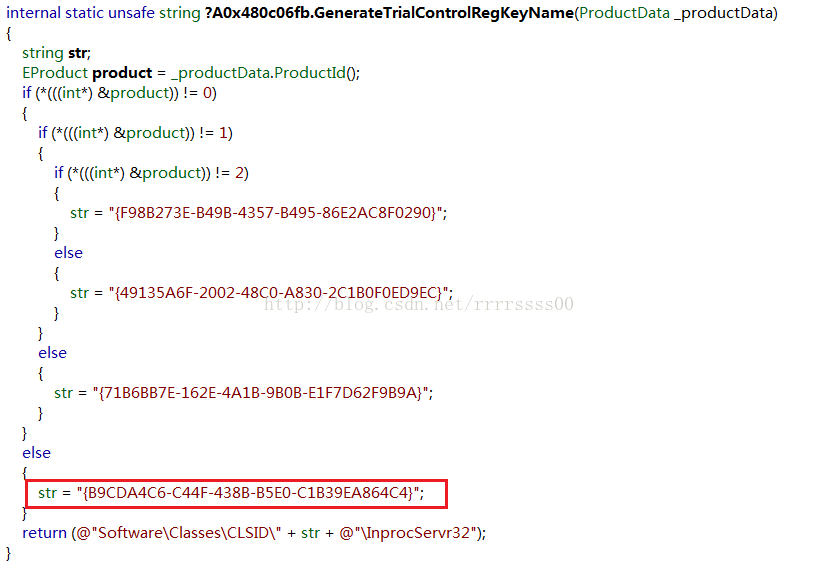 internal static unsafe string ?A0x480c06fb.GenerateTrialControlRegKeyName(ProductData _productData)
{
    string str;
    EProduct product = _productData.ProductId();
    if (*(((int*) &product)) != 0)
    {
        if (*(((int*) &product)) != 1)
        {
            if (*(((int*) &product)) != 2)
            {
                str = "{F98B273E-B49B-4357-B495-86E2AC8F0290}";
            }
            else
            {
                str = "{49135A6F-2002-48C0-A830-2C1B0F0ED9EC}";
http://blog.csdn.net/rrrrssss00
            }
        }
        else
        {
            str = "{71B6BB7E-162E-4A1B-9B0B-E1F7D62F9B9A}";
        }
    }
    else
    {
        str = "{B9CDA4C6-C44F-438B-B5E0-C1B39EA864C4}";
    }
    return (@"Software\Classes\CLSID\" + str + @"\InprocServr32");
}